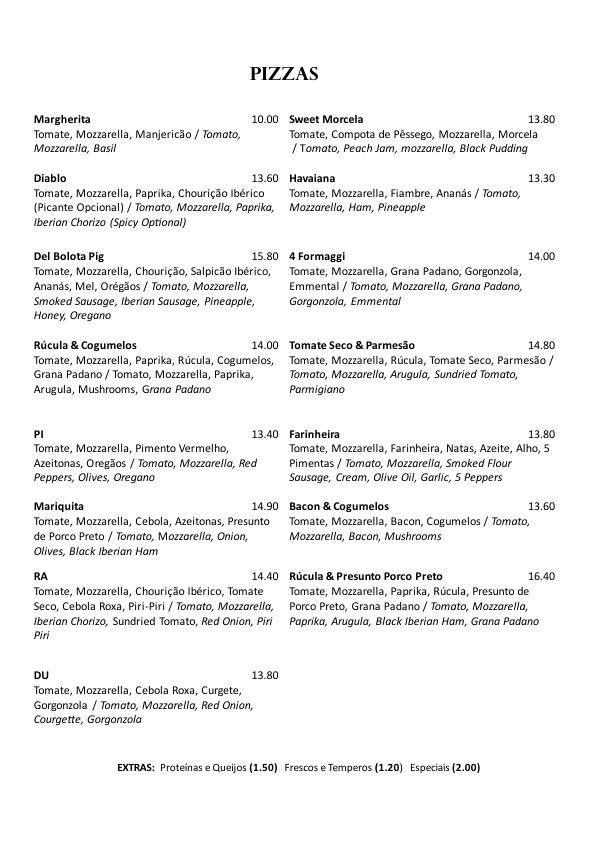 PIZZAS
Margherita 10.00
Tomate, Mozzarella, Manjericão / Tomato,
Mozzarella, Basil
Diablo 13.60
Tomate, Mozzarella, Paprika, Chourição Ibérico
(Picante Opcional) / Tomato, Mozzarella, Paprika,
Iberian Chorizo (Spicy Optional)
Del Bolota Pig 15.80
Tomate, Mozzarella, Chourição, Salpicão Ibérico,
Ananás, Mel, Orégãos / Tomato, Mozzarella,
Smoked Sausage, Iberian Sausage, Pineapple,
Honey, Oregano
Rúcula & Cogumelos 14.00
Tomate, Mozzarella, Paprika, Rúcula, Cogumelos,
Grana Padano / Tomato, Mozzarella, Paprika,
Arugula, Mushrooms, Grana Padano
PI 13.40
Tomate, Mozzarella, Pimento Vermelho,
Azeitonas, Oregãos / Tomato, Mozzarella, Red
Peppers, Olives, Oregano
Mariquita 14.90
Tomate, Mozzarella, Cebola, Azeitonas, Presunto
de Porco Preto / Tomato, Mozzarella, Onion,
Olives, Black Iberian Ham
RA 14.40
Tomate, Mozzarella, Chourição Ibérico, Tomate
Seco, Cebola Roxa, Piri-Piri / Tomato, Mozzarella,
Iberian Chorizo, Sundried Tomato, Red Onion, Piri
Piri
DU 13.80
Tomate, Mozzarella, Cebola Roxa, Curgete,
Gorgonzola / Tomato, Mozzarella, Red Onion,
Courgette, Gorgonzola
Sweet Morcela 13.80
Tomate, Compota de Pêssego, Mozzarella, Morcela
/ Tomato, Peach Jam, mozzarella, Black Pudding
Havaiana 13.30
Tomate, Mozzarella, Fiambre, Ananás / Tomato,
Mozzarella, Ham, Pineapple
4 Formaggi 14.00
Tomate, Mozzarella, Grana Padano, Gorgonzola,
Emmental / Tomato, Mozzarella, Grana Padano,
Gorgonzola, Emmental
Tomate Seco & Parmesão 14.80
Tomate, Mozzarella, Rúcula, Tomate Seco, Parmesão /
Tomato, Mozzarella, Arugula, Sundried Tomato,
Parmigiano
Farinheira 13.80
Tomate, Mozzarella, Farinheira, Natas, Azeite, Alho, 5
Pimentas / Tomato, Mozzarella, Smoked Flour
Sausage, Cream, Olive Oil, Garlic, 5 Peppers
Bacon & Cogumelos 13.60
Tomate, Mozzarella, Bacon, Cogumelos / Tomato,
Mozzarella, Bacon, Mushrooms
Rúcula & Presunto Porco Preto 16.40
Tomate, Mozzarella, Paprika, Rúcula, Presunto de
Porco Preto, Grana Padano / Tomato, Mozzarella,
Paprika, Arugula, Black Iberian Ham, Grana Padano
EXTRAS: Proteínas e Queijos (1.50) Frescos e Temperos (1.20) Especiais (2.00)